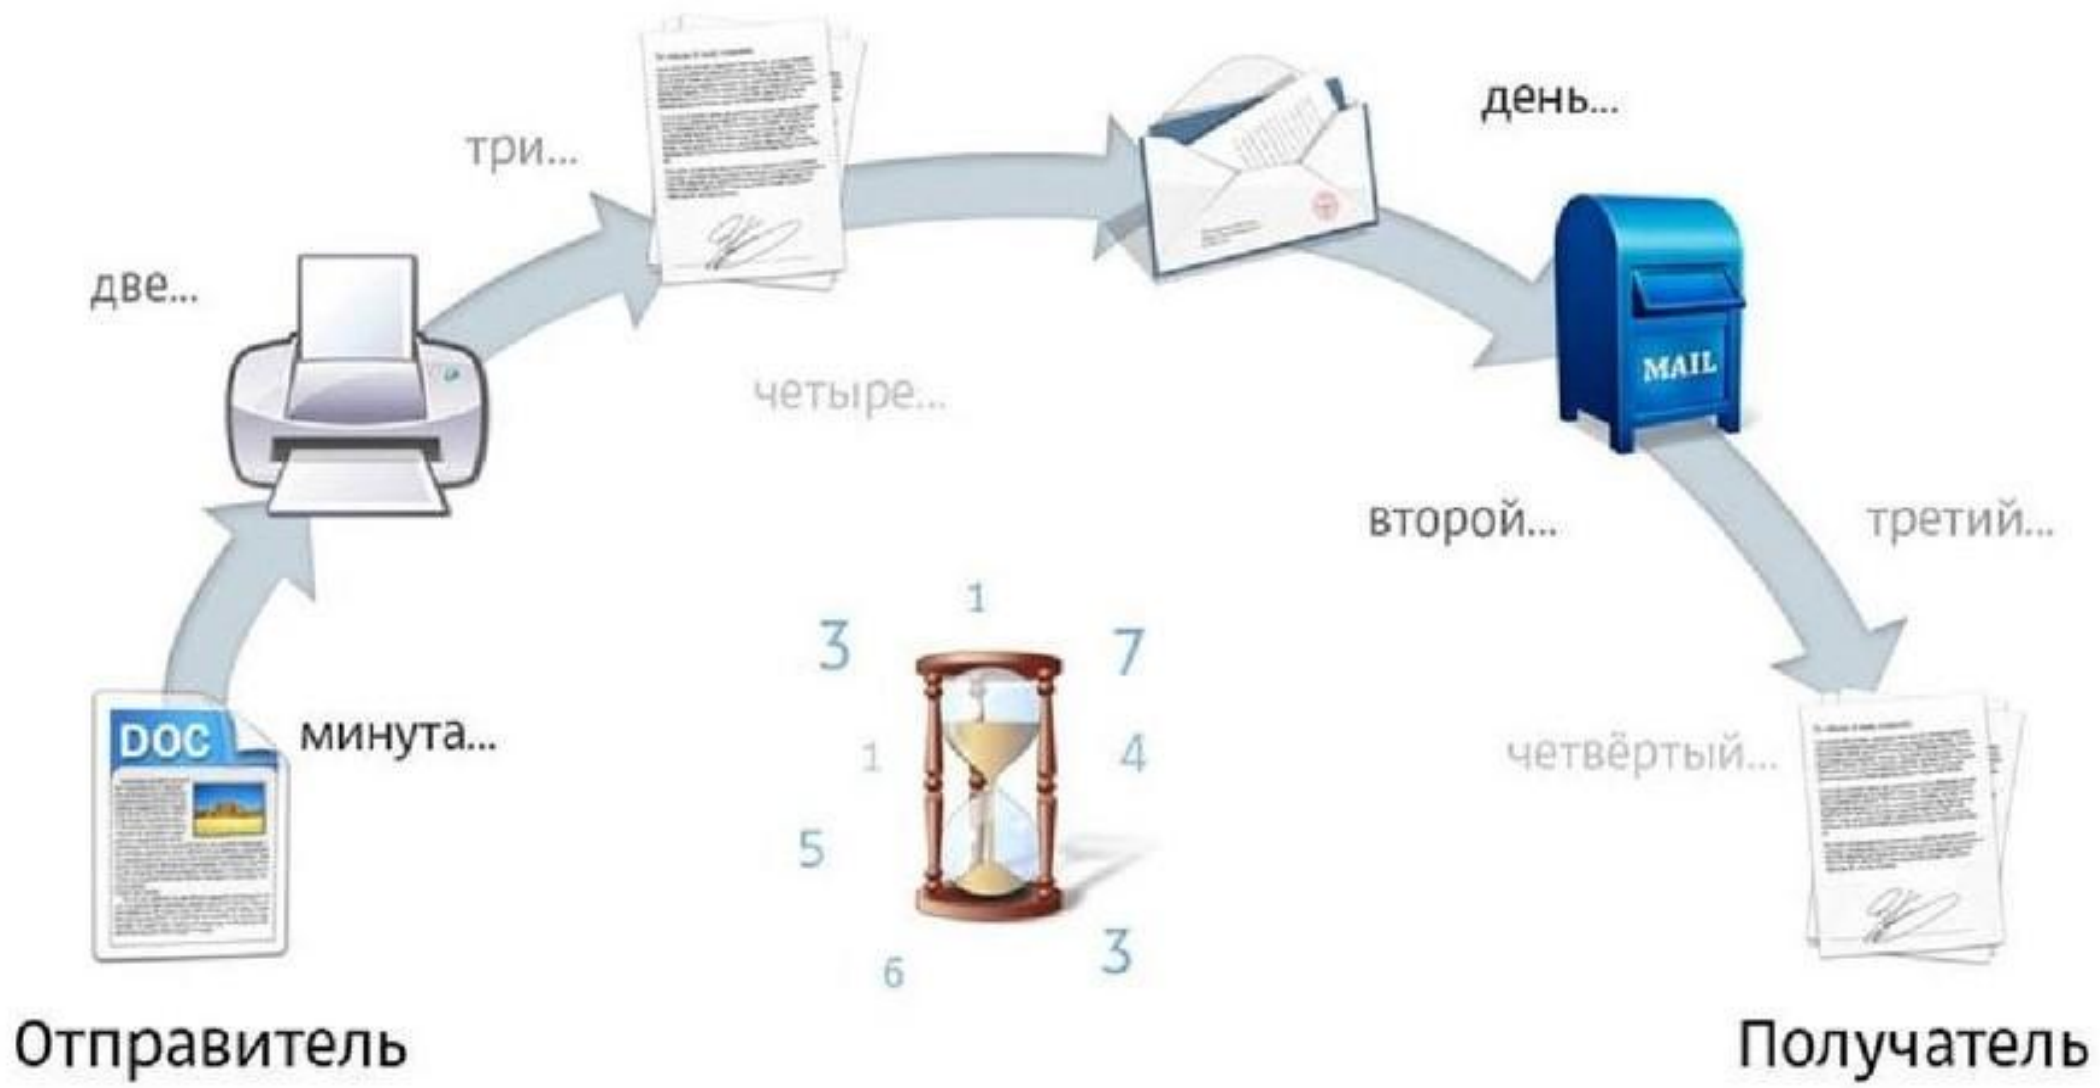 день...
три...
две...
MAIL
четыре...
второй...
третий...
1
3
7
DOC
минута...
1
4
четвёртый...
5
3
6
Отправитель
Получатель